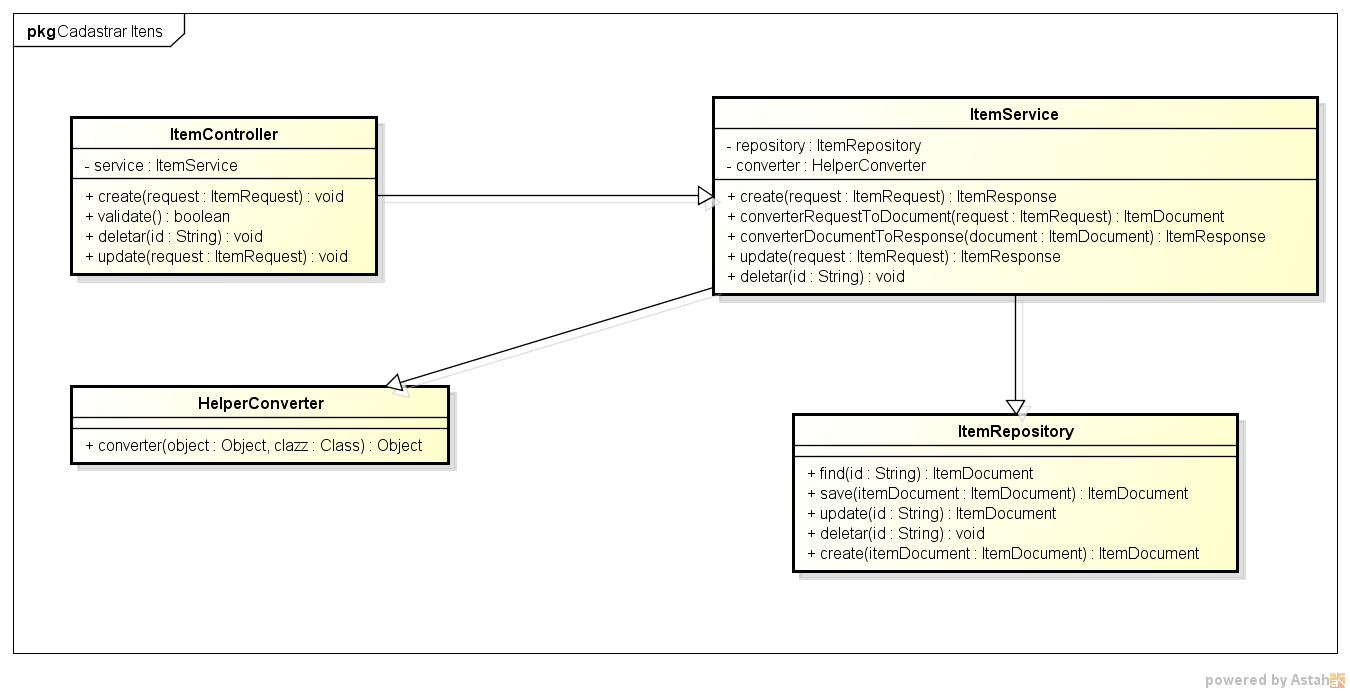 pkg Cadastrar Itens
ItemController
- service : ItemService
+ create(request : ItemRequest) : void
+ validate() : boolean
+ deletar(id : String) : void
+ update(request : ItemRequest) : void
ItemService
- repository : ItemRepository
- converter : HelperConverter
+ create(request : ItemRequest) : ItemResponse
+ converterRequestToDocument(request : ItemRequest) : ItemDocument
+ converterDocumentToResponse(document : ItemDocument) : ItemResponse
+ update(request : ItemRequest) : ItemResponse
+ deletar(id : String) : void
HelperConverter
+ converter(object : Object, clazz : Class) : Object
ItemRepository
+ find(id : String) : ItemDocument
+ save(itemDocument : ItemDocument) : ItemDocument
+ update(id : String) : ItemDocument
+ deletar(id : String) : void
+ create(itemDocument : ItemDocument) : ItemDocument
powered by Astah